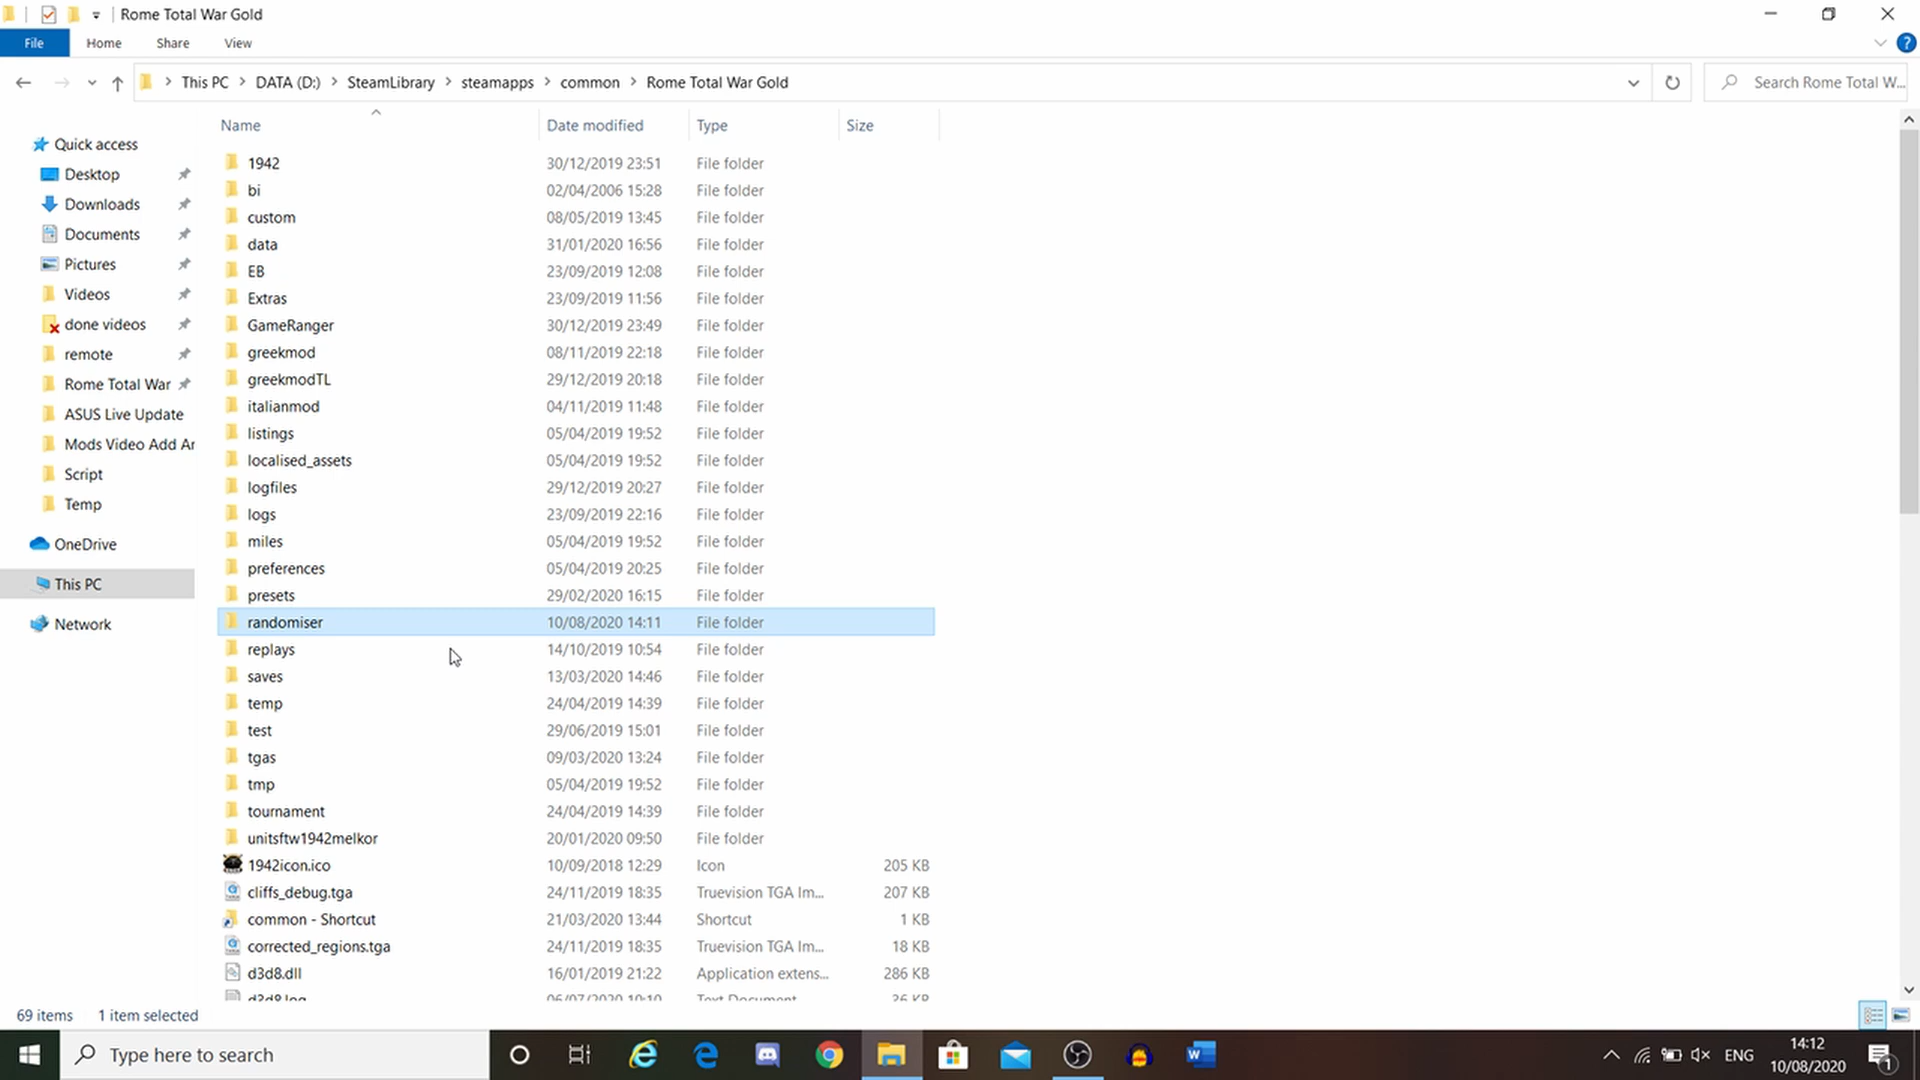 Rome Total War Gold
File Home Share View
This PC DATA (D:) SteamLibrary steamapps common Rome Total War Gold Search Rome Total W...
Name Date modified Type Size
Quick access
Desktop
Downloads
Documents
Pictures
Videos
done videos
remote
Rome Total War
ASUS Live Update
Mods Video Add Ar
Script
Temp
OneDrive
This PC
Network
1942 30/12/2019 23:51 File folder
bi 02/04/2006 15:28 File folder
custom 08/05/2019 13:45 File folder
data 31/01/2020 16:56 File folder
EB 23/09/2019 12:08 File folder
Extras 23/09/2019 11:56 File folder
GameRanger 30/12/2019 23:49 File folder
greekmod 08/11/2019 22:18 File folder
greekmodTL 29/12/2019 20:18 File folder
italianmod 04/11/2019 11:48 File folder
listings 05/04/2019 19:52 File folder
localised_assets 05/04/2019 19:52 File folder
logfiles 29/12/2019 20:27 File folder
logs 23/09/2019 22:16 File folder
miles 05/04/2019 19:52 File folder
preferences 05/04/2019 20:25 File folder
presets 29/02/2020 16:15 File folder
randomiser 10/08/2020 14:11 File folder
replays 14/10/2019 10:54 File folder
saves 13/03/2020 14:46 File folder
temp 24/04/2019 14:39 File folder
test 29/06/2019 15:01 File folder
tgas 09/03/2020 13:24 File folder
tmp 05/04/2019 19:52 File folder
tournament 24/04/2019 14:39 File folder
unitsftw1942melkor 20/01/2020 09:50 File folder
1942icon.ico 10/09/2018 12:29 Icon 205 KB
cliffs_debug.tga 24/11/2019 18:35 Truevision TGA Im... 207 KB
common - Shortcut 21/03/2020 13:44 Shortcut 1 KB
corrected_regions.tga 24/11/2019 18:35 Truevision TGA Im... 18 KB
d3d8.dll 16/01/2019 21:22 Application extens... 286 KB
d3d8.log 06/07/2020 10:10 Text Document 36 KB
69 items 1 item selected
Type here to search
ENG
14:12
10/08/2020
1